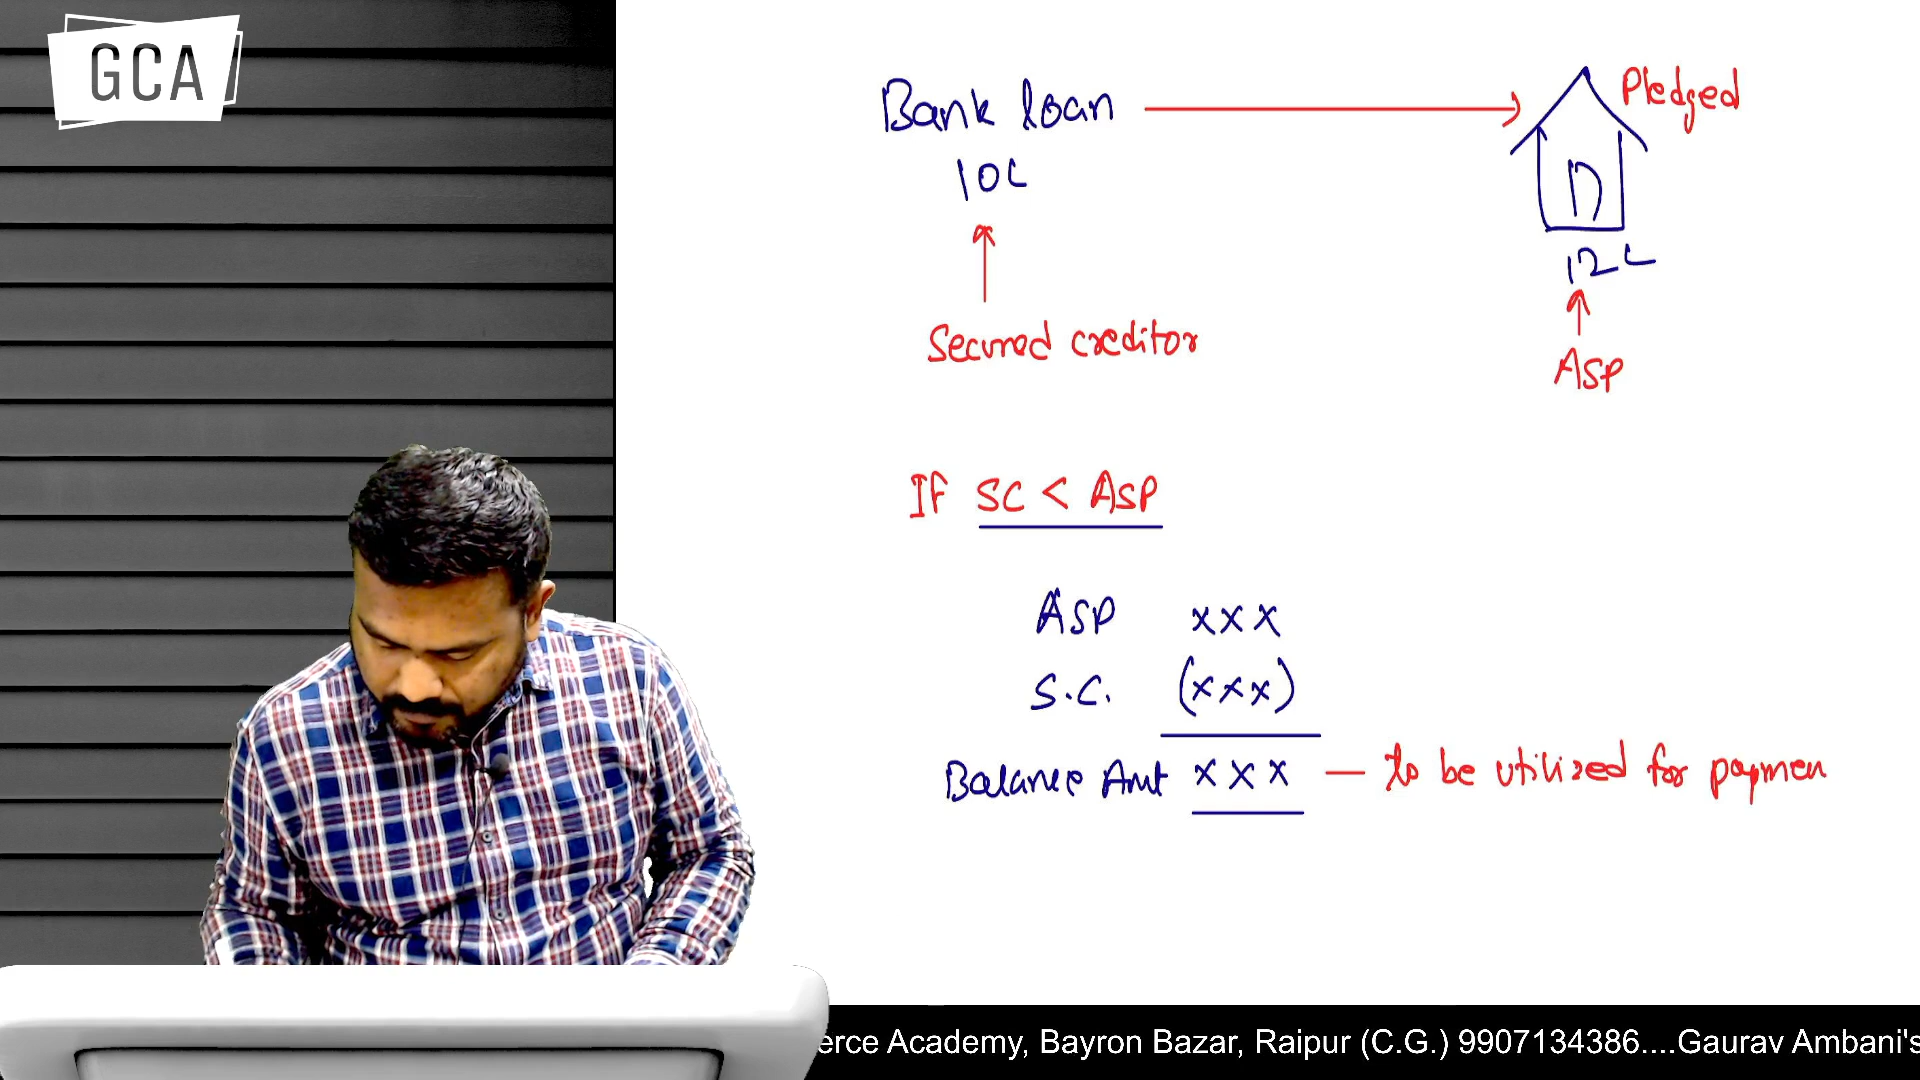 GCA
Bank loan
10L
Secured creditor
Pledged
12L
ASP
If SC < ASP
ASP xxx
S.C. (xxx)
Balance Amt xxx — to be utilized for paymen
erce Academy, Bayron Bazar, Raipur (C.G.) 9907134386....Gaurav Ambani's